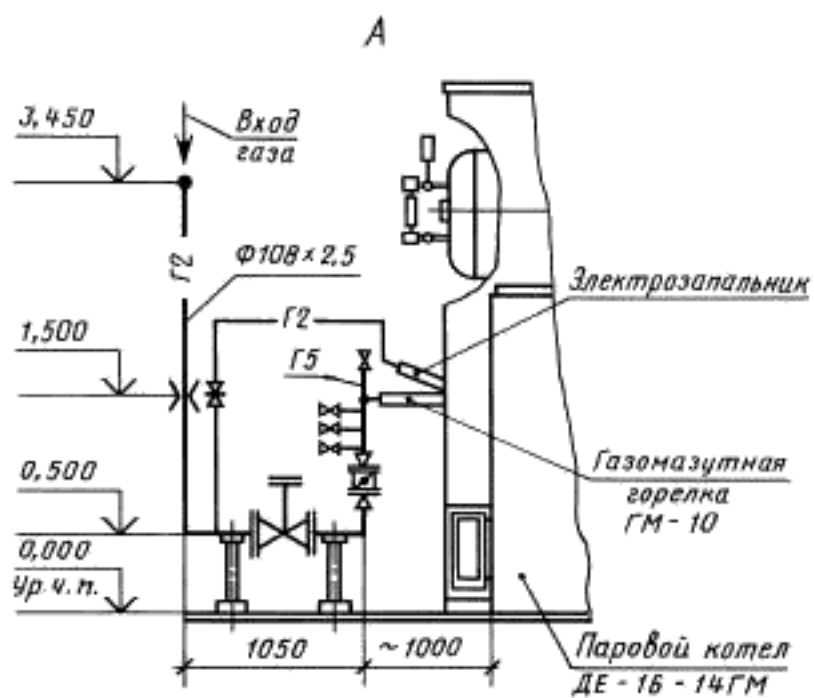 А
3,450
Вход
газа
Г2
Ф108×2,5
Электрозапальник
Г2
1,500
Г5
0,500
Газомазутная
горелка
ГМ-10
0,000
Ур.ч.п.
1050
~1000
Паровой котел
ДЕ-16-14ГМ